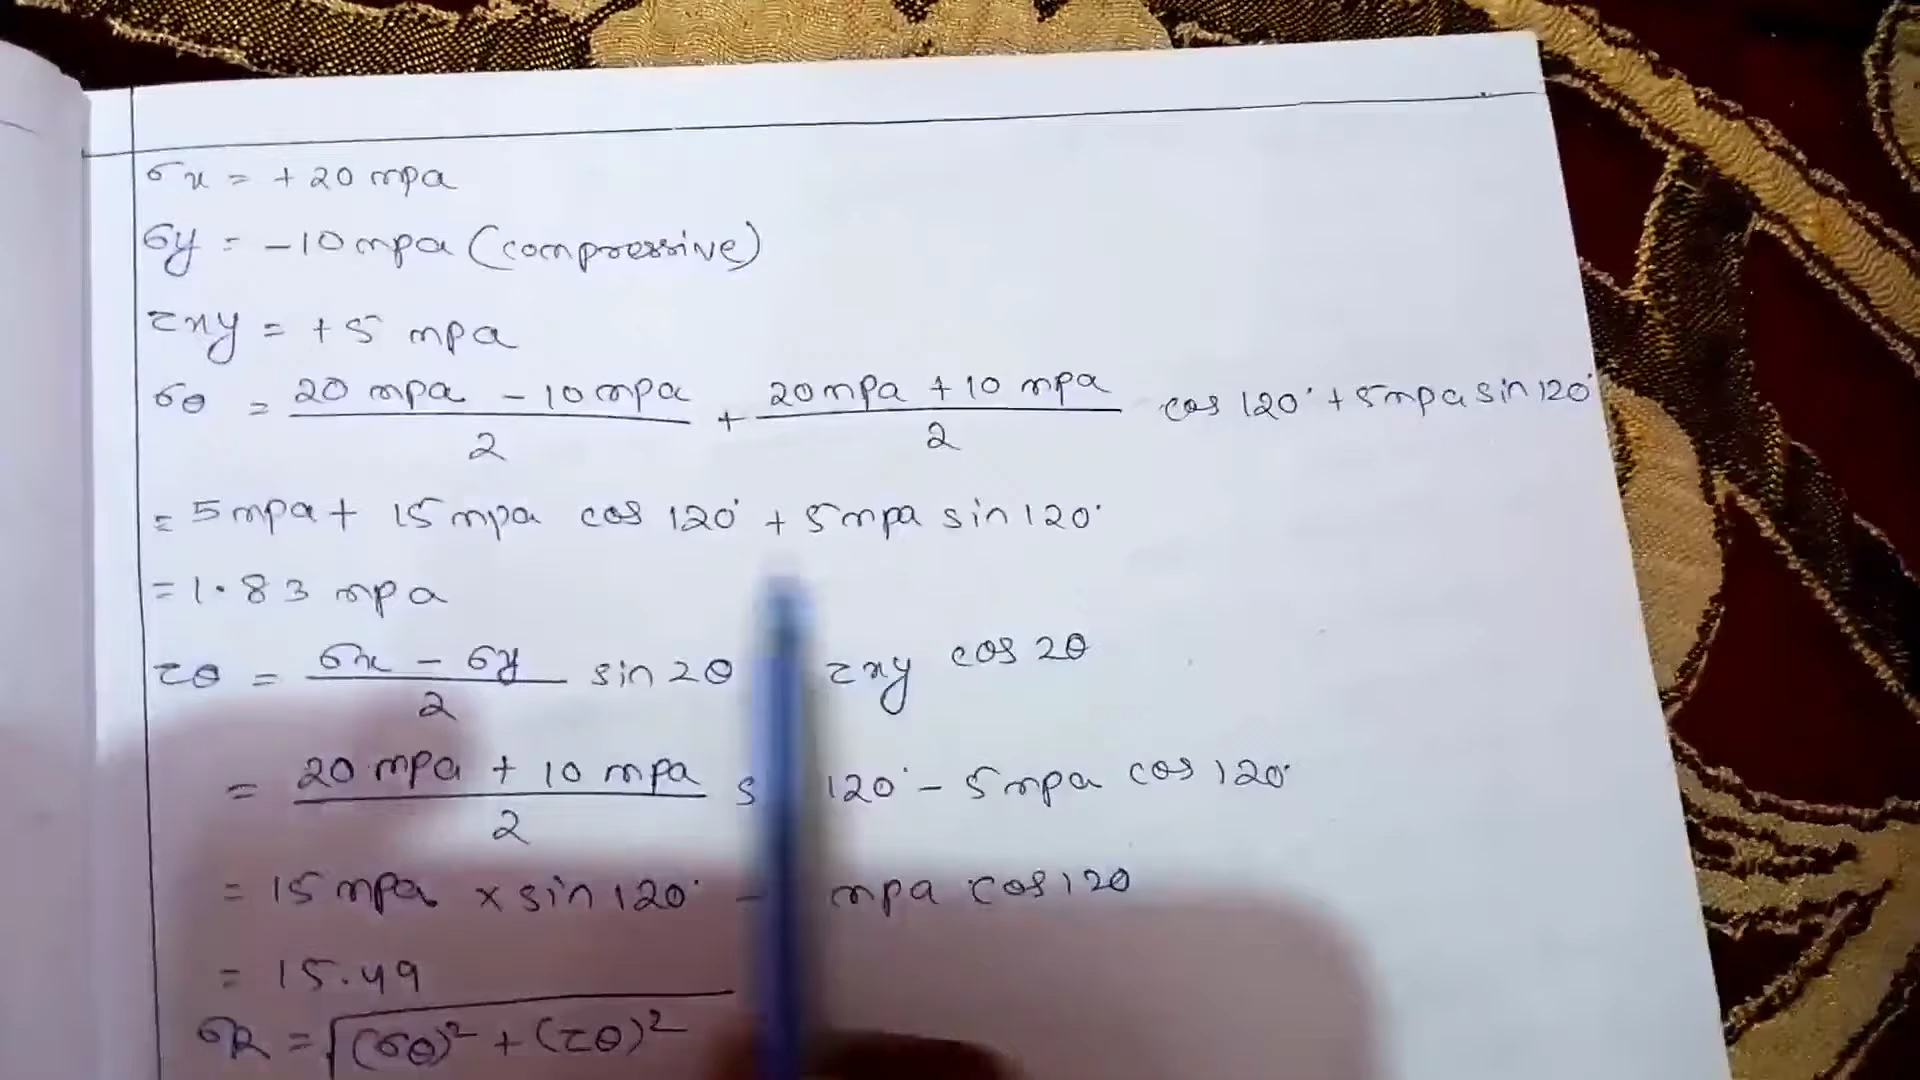 σx = +20 mpa
σy = -10 mpa (compressive)
τxy = +5 mpa
σθ = (20 mpa - 10 mpa)/2 + (20 mpa + 10 mpa)/2 cos 120° + 5 mpa sin 120°
= 5 mpa + 15 mpa cos 120° + 5 mpa sin 120°
= 1.83 mpa
τθ = (σx - σy)/2 sin 2θ τxy cos 2θ
= (20 mpa + 10 mpa)/2 s 120° - 5 mpa cos 120°
= 15 mpa x sin 120° - mpa cos 120
= 15.49
σR = √(σθ)² + (τθ)²